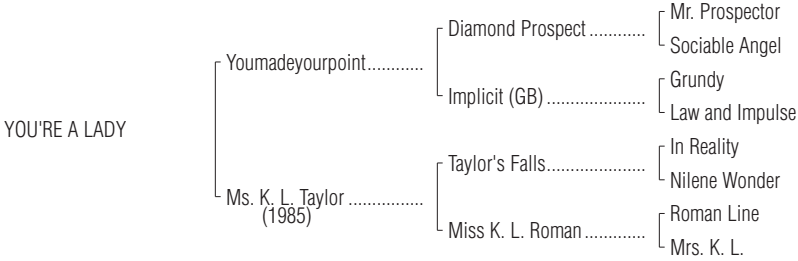 Mr. Prospector
Diamond Prospect ............
Sociable Angel
Youmadeyourpoint............
Grundy
Implicit (GB) .....................
Law and Impulse
YOU'RE A LADY
In Reality
Taylor's Falls.....................
Nilene Wonder
Ms. K. L. Taylor ................
(1985)
Roman Line
Miss K. L. Roman .............
Mrs. K. L.